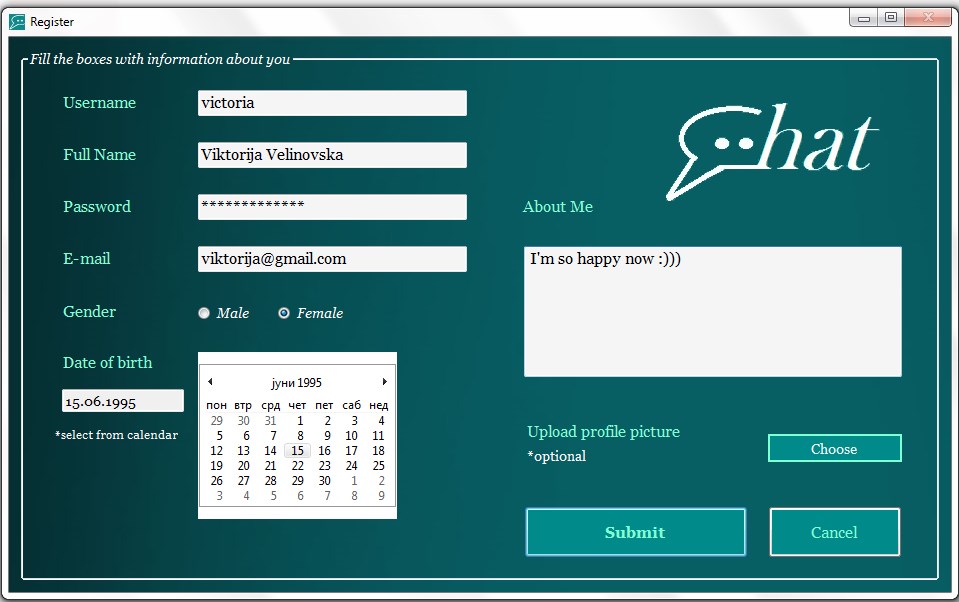 Register
Fill the boxes with information about you
Username
victoria
Full Name
Viktorija Velinovska
Password
*************
E-mail
viktorija@gmail.com
Gender
Male
Female
Date of birth
15.06.1995
*select from calendar
јуни 1995
пон втр срд чет пет саб нед
29 30 31 1 2 3 4
5 6 7 8 9 10 11
12 13 14 15 16 17 18
19 20 21 22 23 24 25
26 27 28 29 30 1 2
3 4 5 6 7 8 9
hat
About Me
I'm so happy now :)))
Upload profile picture
*optional
Choose
Submit
Cancel